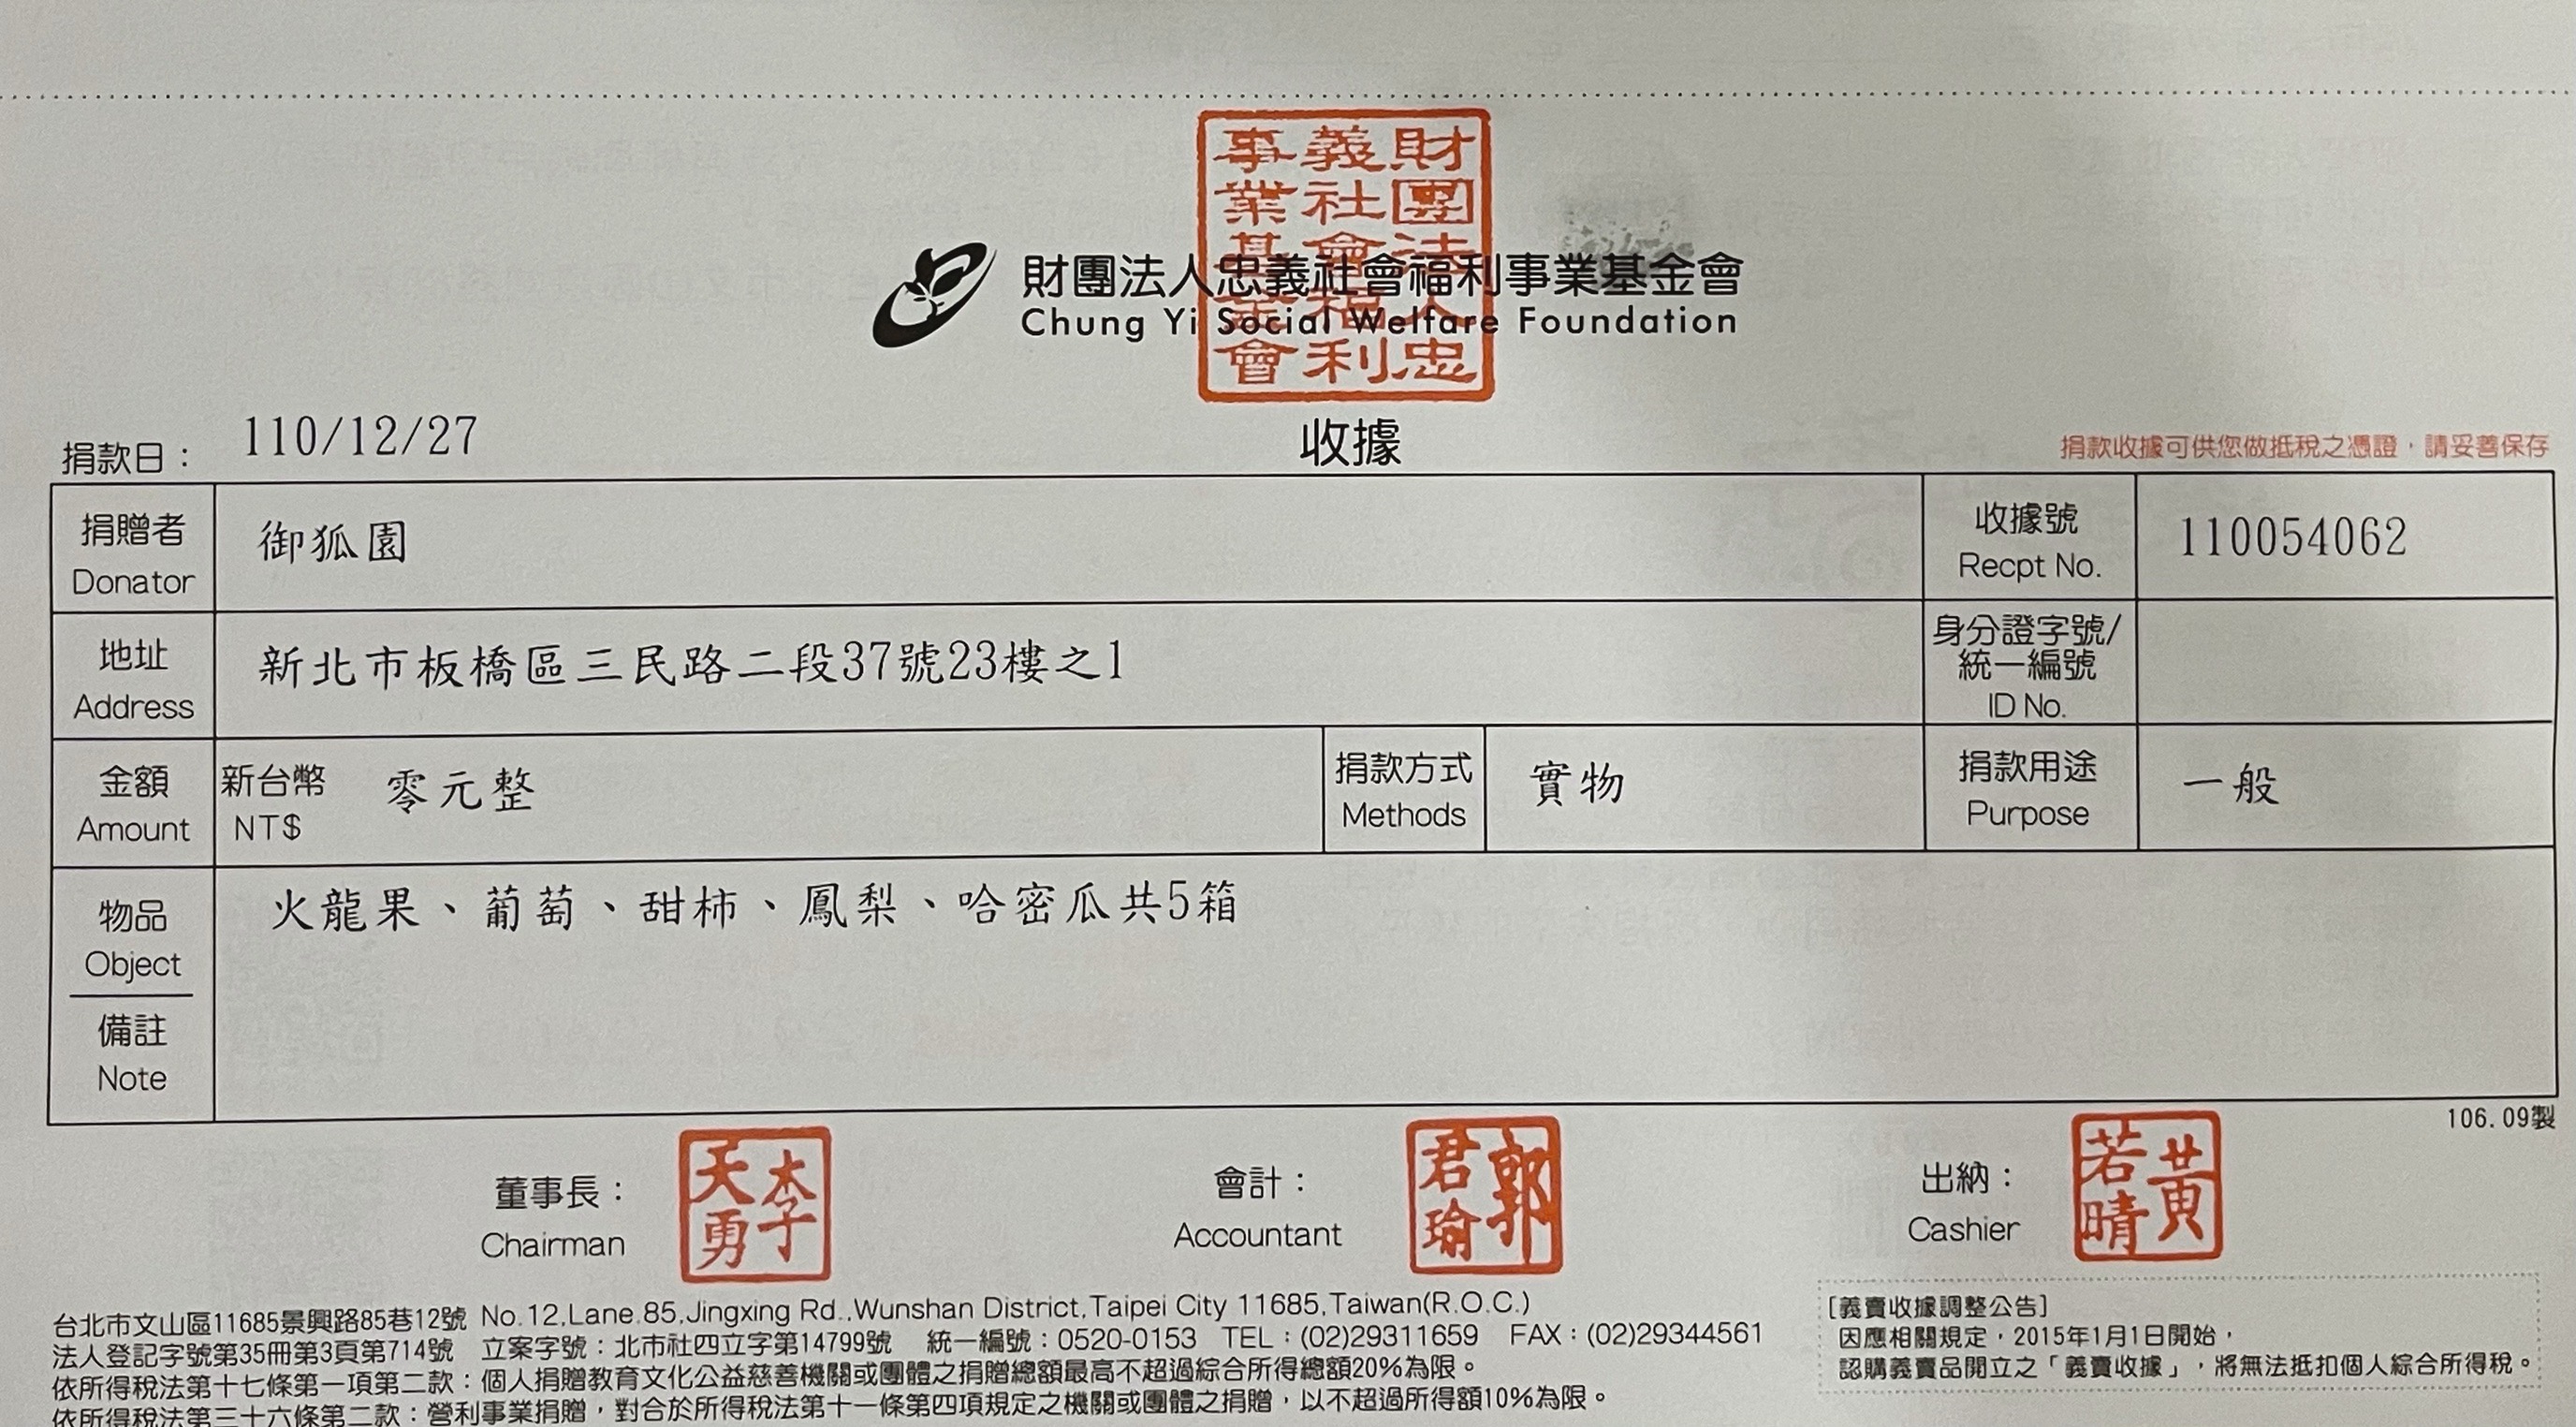 財團法人忠義社會福利事業基金會
財團法人忠義社會福利事業基金會
Chung Yi Social Welfare Foundation
收據
捐款日： 110/12/27
捐款收據可供您做抵稅之憑證，請妥善保存
捐贈者 Donator 御狐園 收據號 Recpt No. 110054062
地址 Address 新北市板橋區三民路二段37號23樓之1 身分證字號/統一編號 ID No.
金額 Amount 新台幣 NT$ 零元整 捐款方式 Methods 實物 捐款用途 Purpose 一般
物品 Object 火龍果、葡萄、甜柿、鳳梨、哈密瓜共5箱
備註 Note
106.09製
董事長： Chairman 李天勇 會計： Accountant 郭君瑜 出納： Cashier 黃若晴
台北市文山區11685景興路85巷12號 No.12,Lane.85,Jingxing Rd.,Wunshan District,Taipei City 11685,Taiwan(R.O.C.)
法人登記字號第35冊第3頁第714號 立案字號：北市社四立字第14799號 統一編號：0520-0153 TEL：(02)29311659 FAX：(02)29344561
依所得稅法第十七條第一項第二款：個人捐贈教育文化公益慈善機關或團體之捐贈總額最高不超過綜合所得總額20%為限。
依所得稅法第三十六條第二款：營利事業捐贈，對合於所得稅法第十一條第四項規定之機關或團體之捐贈，以不超過所得額10%為限。
[義賣收據調整公告]
因應相關規定，2015年1月1日開始，
認購義賣品開立之「義賣收據」，將無法抵扣個人綜合所得稅。